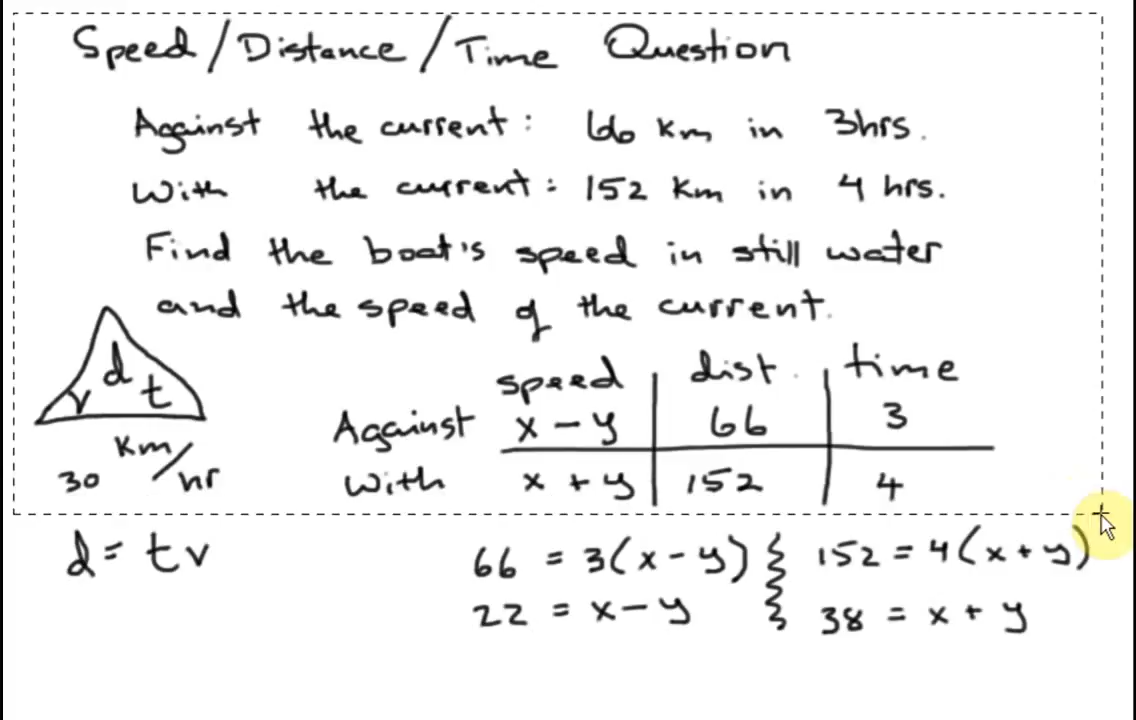 Speed/Distance/Time Question
Against the current: 66 km in 3hrs.
With the current: 152 km in 4 hrs.
Find the boat's speed in still water
and the speed of the current.
d
v t
km/hr
30
speed dist. time
Against x - y 66 3
With x + y 152 4
d = tv
66 = 3(x - y) 152 = 4(x + y)
22 = x - y 38 = x + y